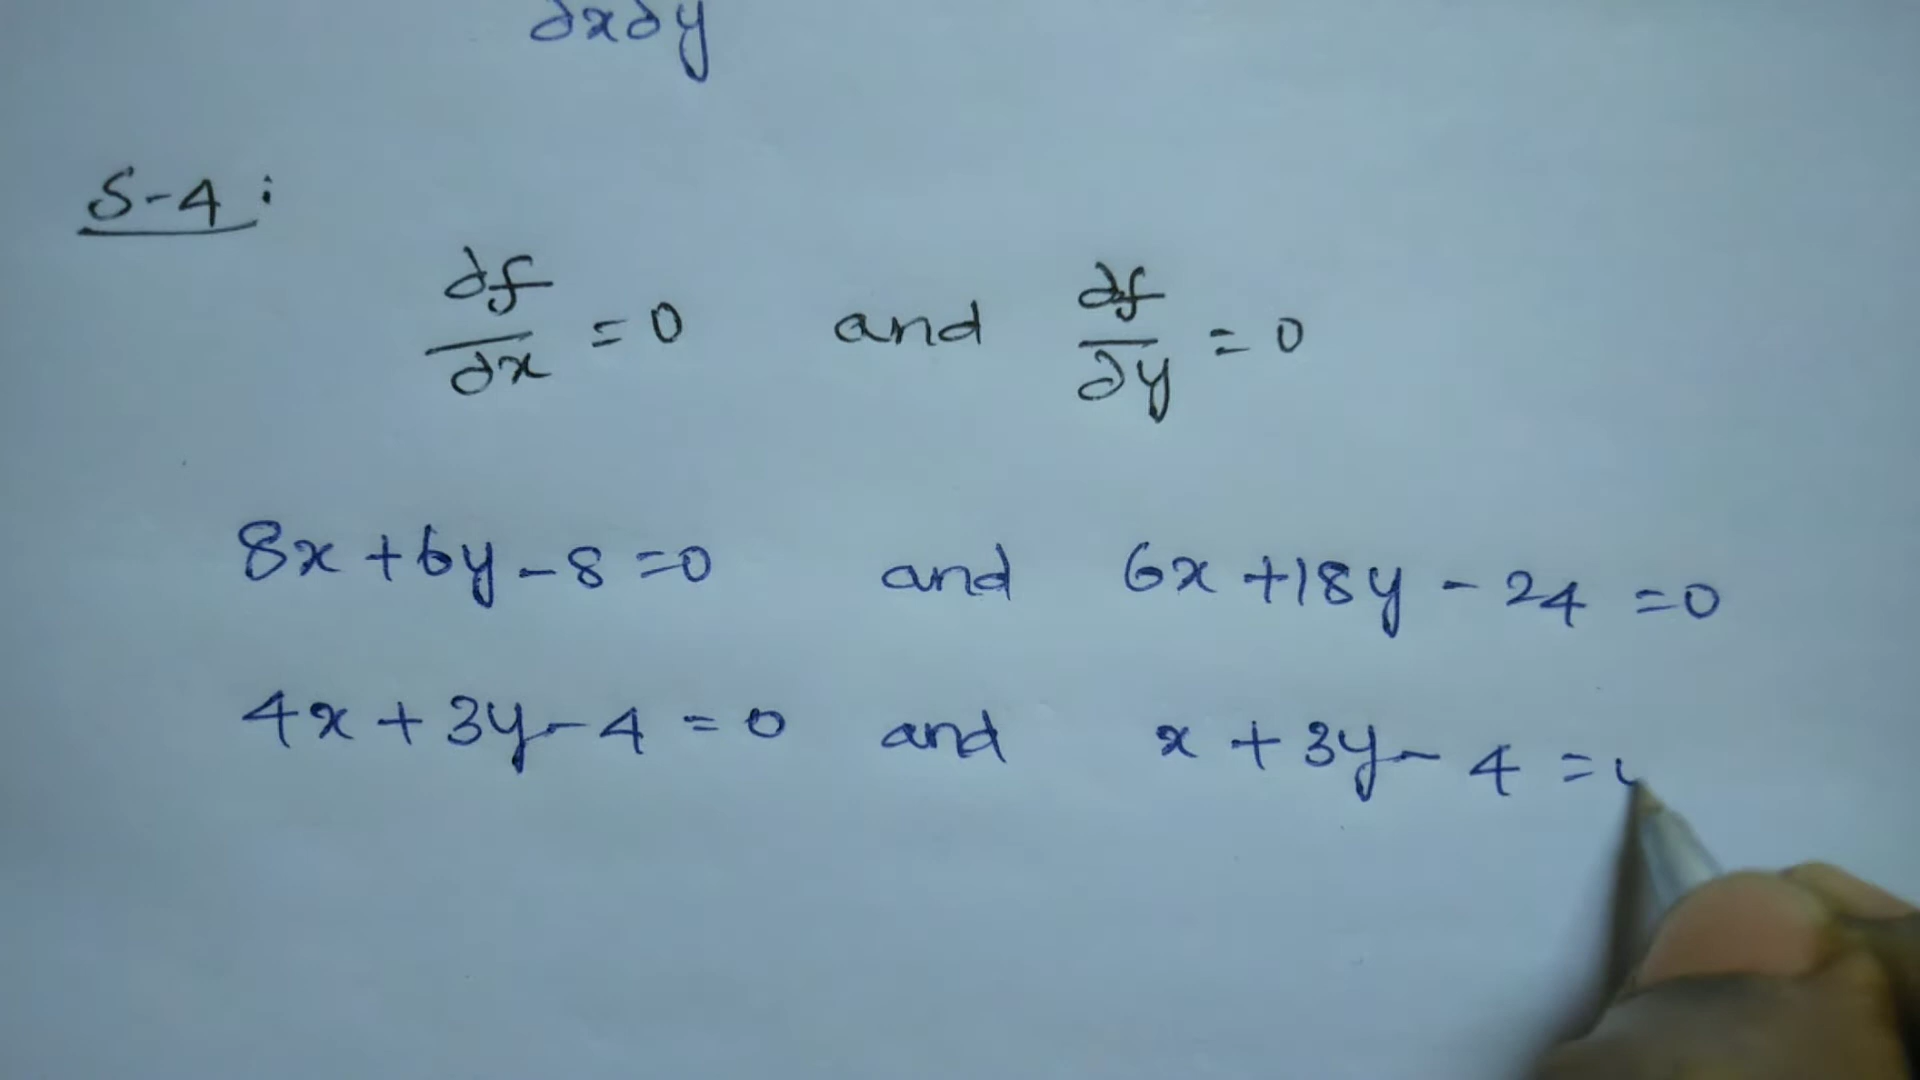 ∂x∂y
S-4 :
∂f/∂x = 0 and ∂f/∂y = 0
8x + 6y - 8 = 0 and 6x + 18y - 24 = 0
4x + 3y - 4 = 0 and x + 3y - 4 =